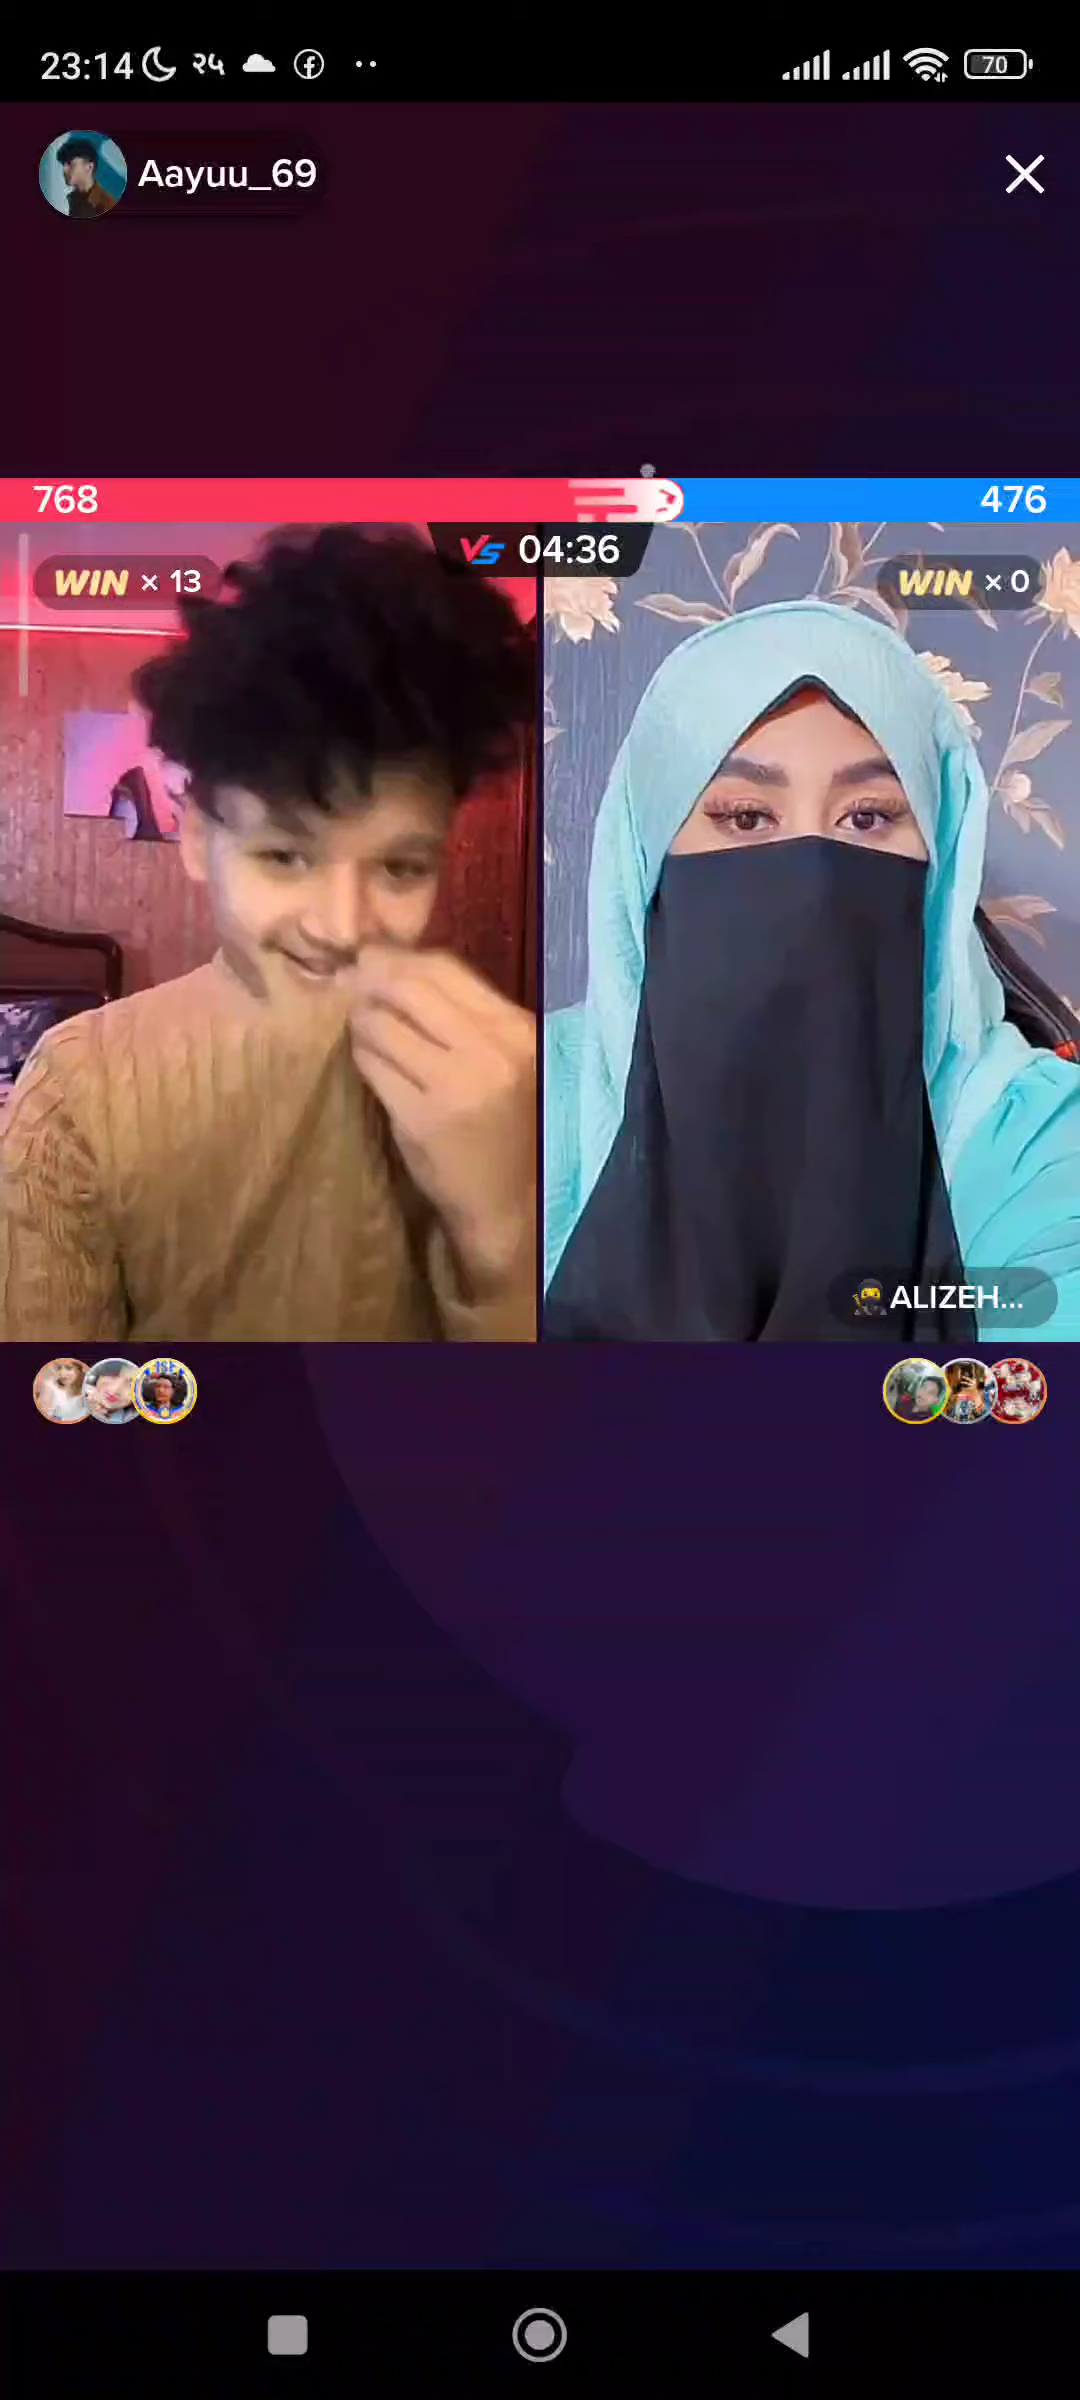 23:14 २५ 70
Aayuu_69
768 476
VS 04:36
WIN × 13 WIN × 0
ALIZEH...